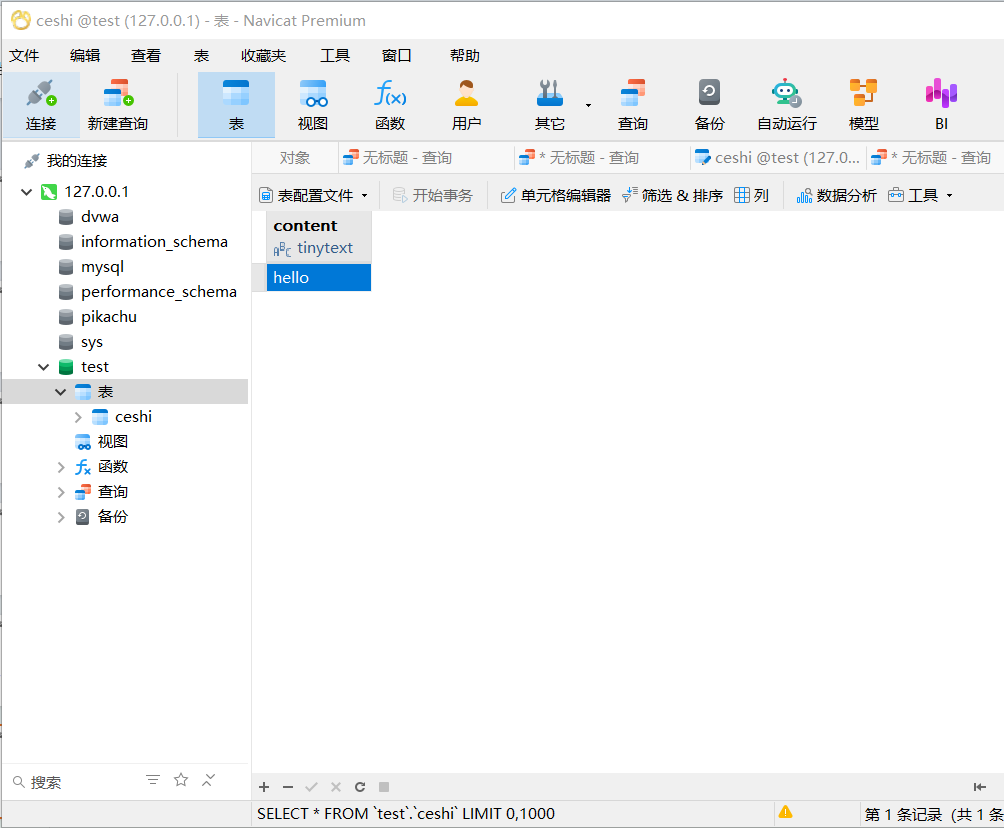 ceshi @test (127.0.0.1) - 表 - Navicat Premium
文件 编辑 查看 表 收藏夹 工具 窗口 帮助
连接 新建查询 表 视图 函数 用户 其它 查询 备份 自动运行 模型 BI
我的连接
对象 无标题 - 查询 * 无标题 - 查询 ceshi @test (127.0... * 无标题 - 查询
127.0.0.1
表配置文件 开始事务 单元格编辑器 筛选 & 排序 列 数据分析 工具
dvwa
information_schema
mysql
performance_schema
pikachu
sys
test
表
ceshi
视图
函数
查询
备份
content
ABC tinytext
hello
搜索
SELECT * FROM `test`.`ceshi` LIMIT 0,1000
第 1 条记录 (共 1 条